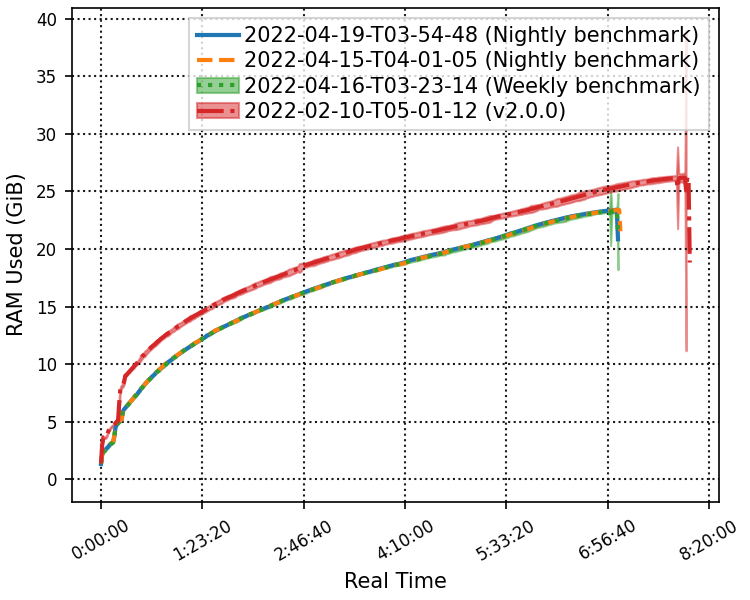 40
35
30
25
20
15
10
5
0
RAM Used (GiB)
2022-04-19-T03-54-48 (Nightly benchmark)
2022-04-15-T04-01-05 (Nightly benchmark)
2022-04-16-T03-23-14 (Weekly benchmark)
2022-02-10-T05-01-12 (v2.0.0)
0:00:00
1:23:20
2:46:40
4:10:00
5:33:20
6:56:40
8:20:00
Real Time